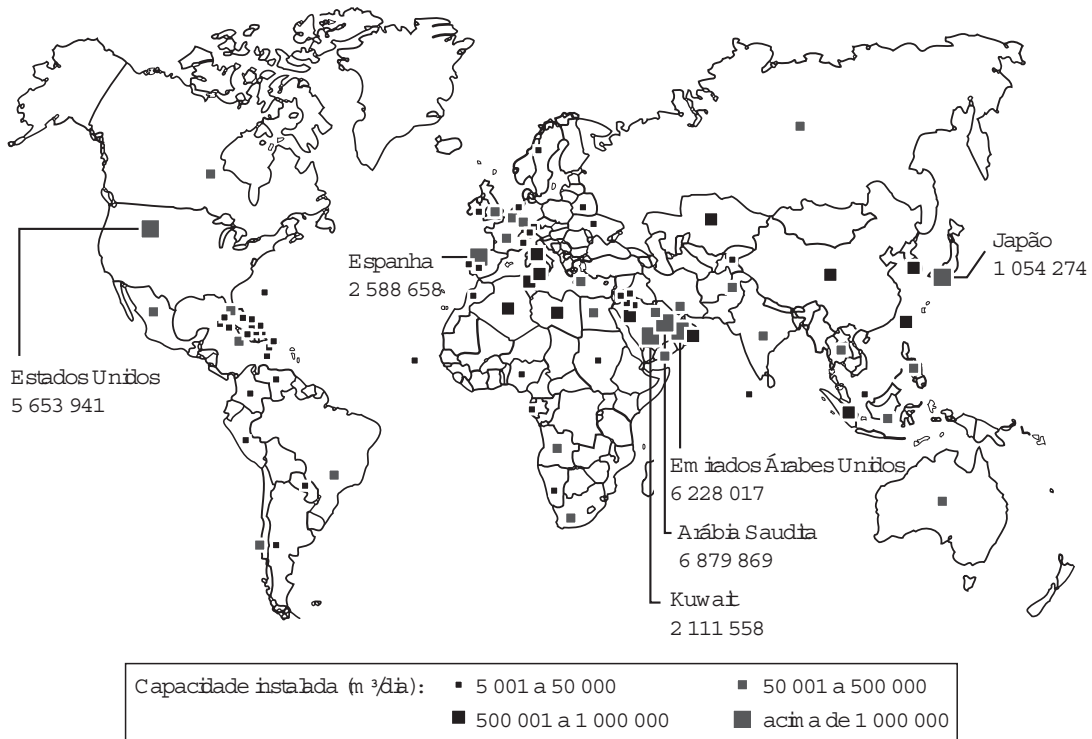 Japão
1 054 274
Espanha
2 588 658
Estados Unidos
5 653 941
Emirados Árabes Unidos
6 228 017
Arábia Saudita
6 879 869
Kuwait
2 111 558
Capacidade instalada (m³/dia): 5 001 a 50 000 50 001 a 500 000
500 001 a 1 000 000 acima de 1 000 000